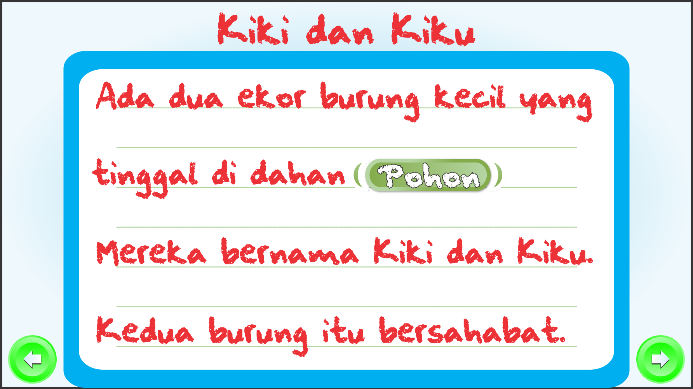 Kiki dan Kiku
Ada dua ekor burung kecil yang
tinggal di dahan (Pohon)
Mereka bernama Kiki dan Kiku.
Kedua burung itu bersahabat.